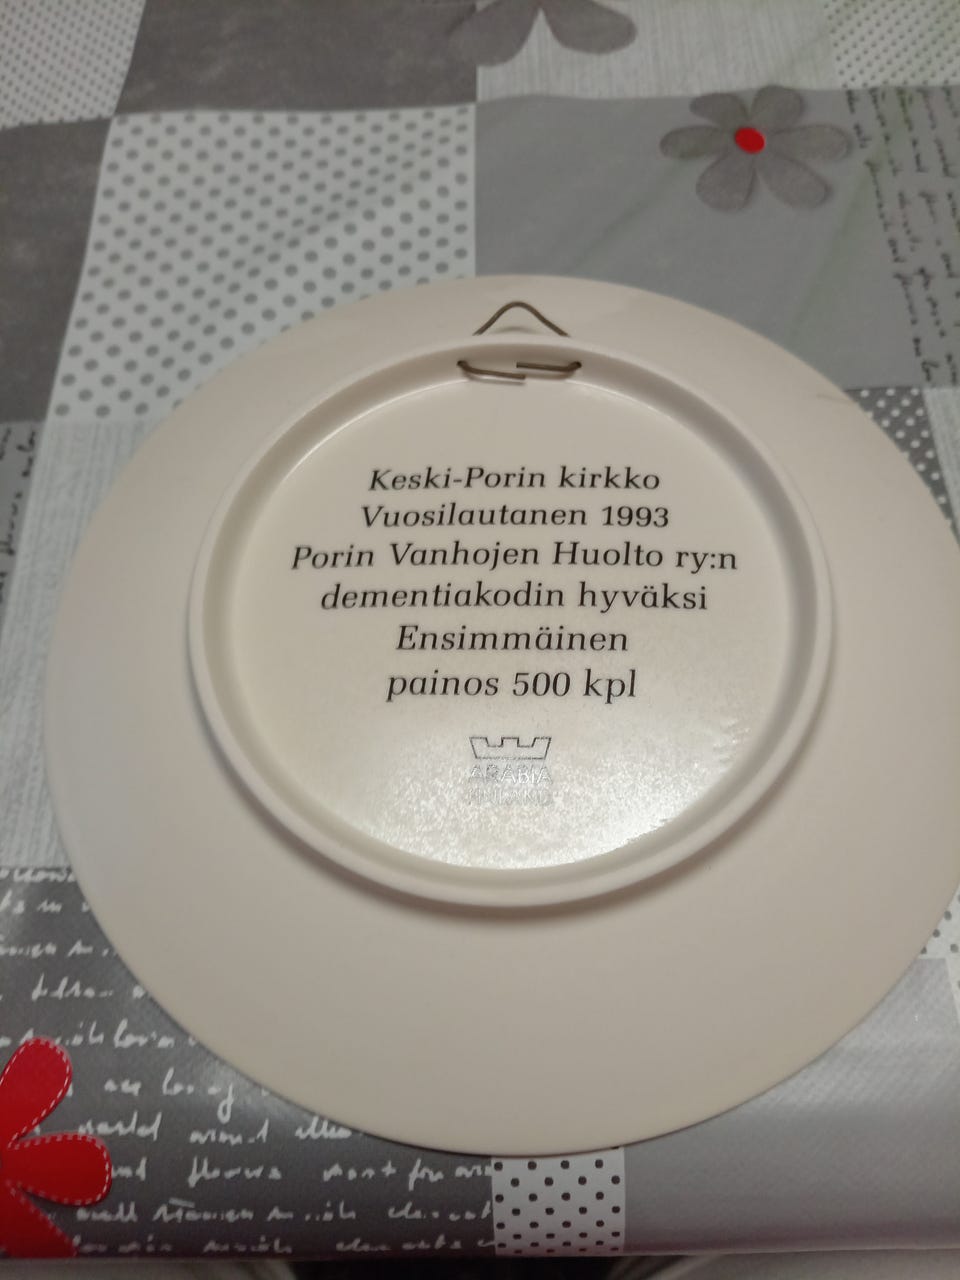 Keski-Porin kirkko
Vuosilautanen 1993
Porin Vanhojen Huolto ry:n
dementiakodin hyväksi
Ensimmäinen
painos 500 kpl
ARABIA
FINLAND